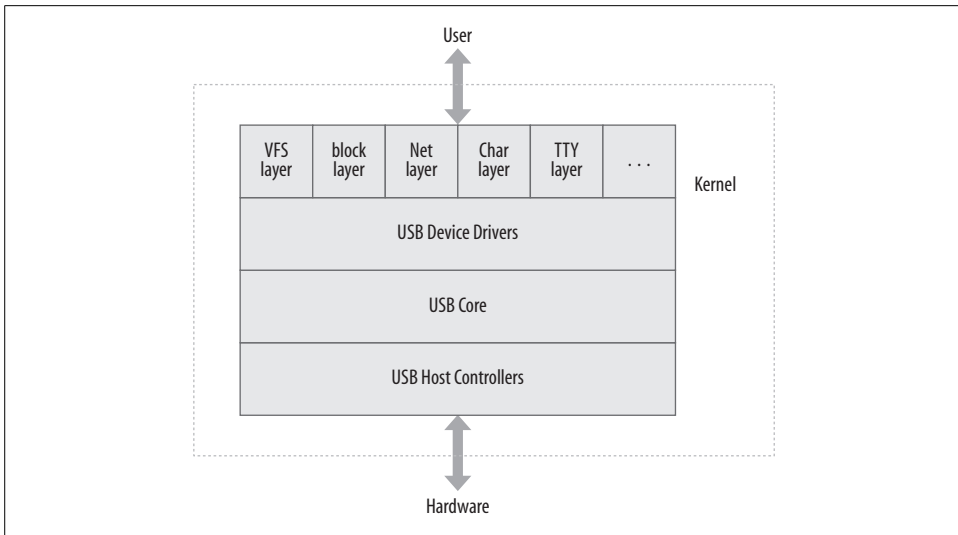 User
VFS
layer
block
layer
Net
layer
Char
layer
TTY
layer
. . .
Kernel
USB Device Drivers
USB Core
USB Host Controllers
Hardware